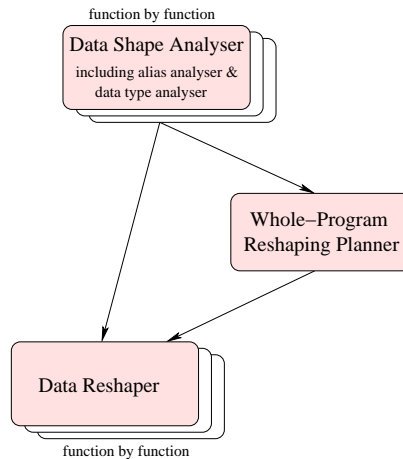 function by function
Data Shape Analyser
including alias analyser &
data type analyser
Whole–Program
Reshaping Planner
Data Reshaper
function by function